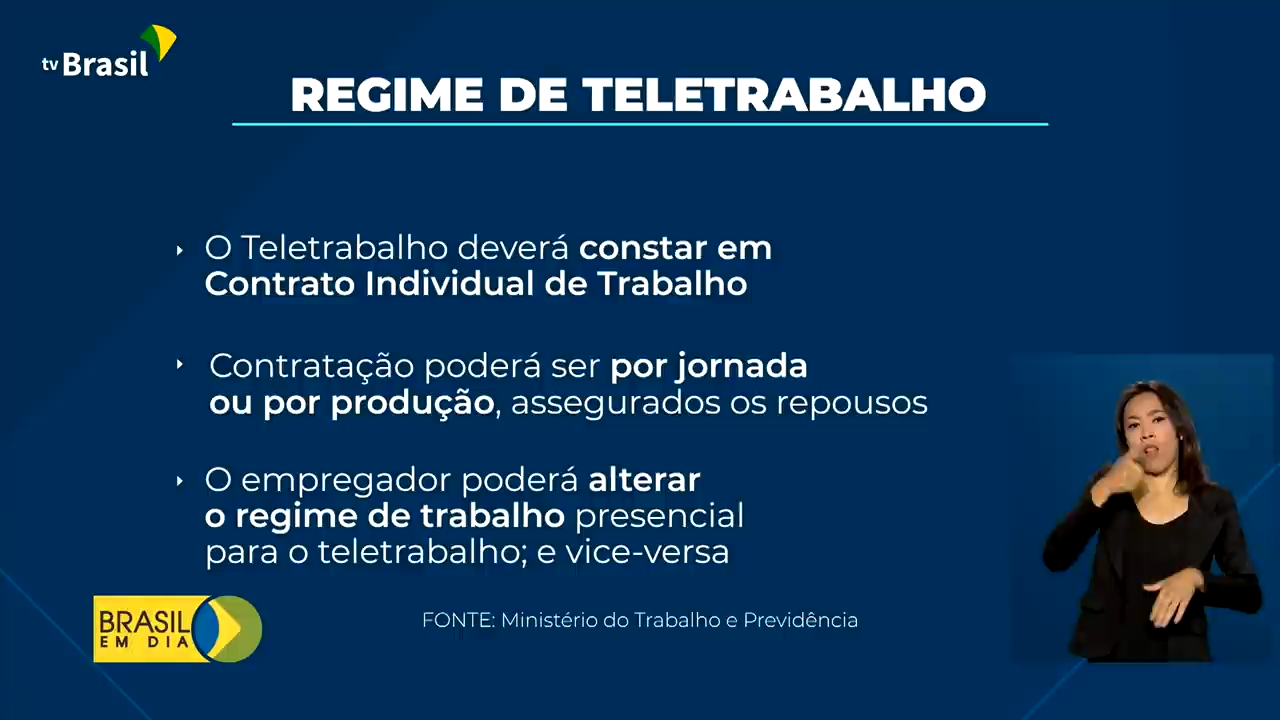 tv Brasil
REGIME DE TELETRABALHO
O Teletrabalho deverá constar em
Contrato Individual de Trabalho
Contratação poderá ser por jornada
ou por produção, assegurados os repousos
O empregador poderá alterar
o regime de trabalho presencial
para o teletrabalho; e vice-versa
BRASIL
EM DIA
FONTE: Ministério do Trabalho e Previdência